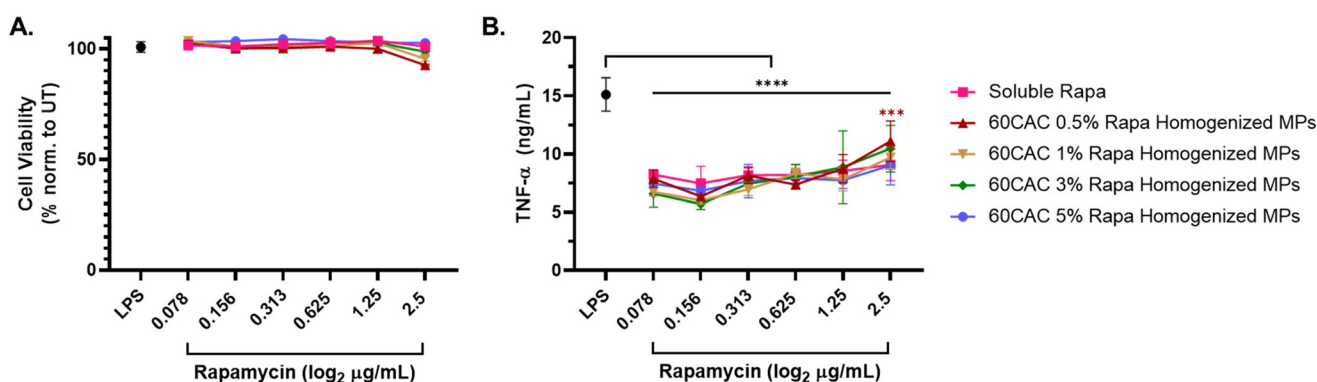 A.
Cell Viability
(% norm. to UT)
100
50
0
LPS
0.078
0.156
0.313
0.625
1.25
2.5
Rapamycin (log₂ µg/mL)
B.
TNF-α (ng/mL)
20
15
10
5
0
****
***
LPS
0.078
0.156
0.313
0.625
1.25
2.5
Rapamycin (log₂ µg/mL)
Soluble Rapa
60CAC 0.5% Rapa Homogenized MPs
60CAC 1% Rapa Homogenized MPs
60CAC 3% Rapa Homogenized MPs
60CAC 5% Rapa Homogenized MPs